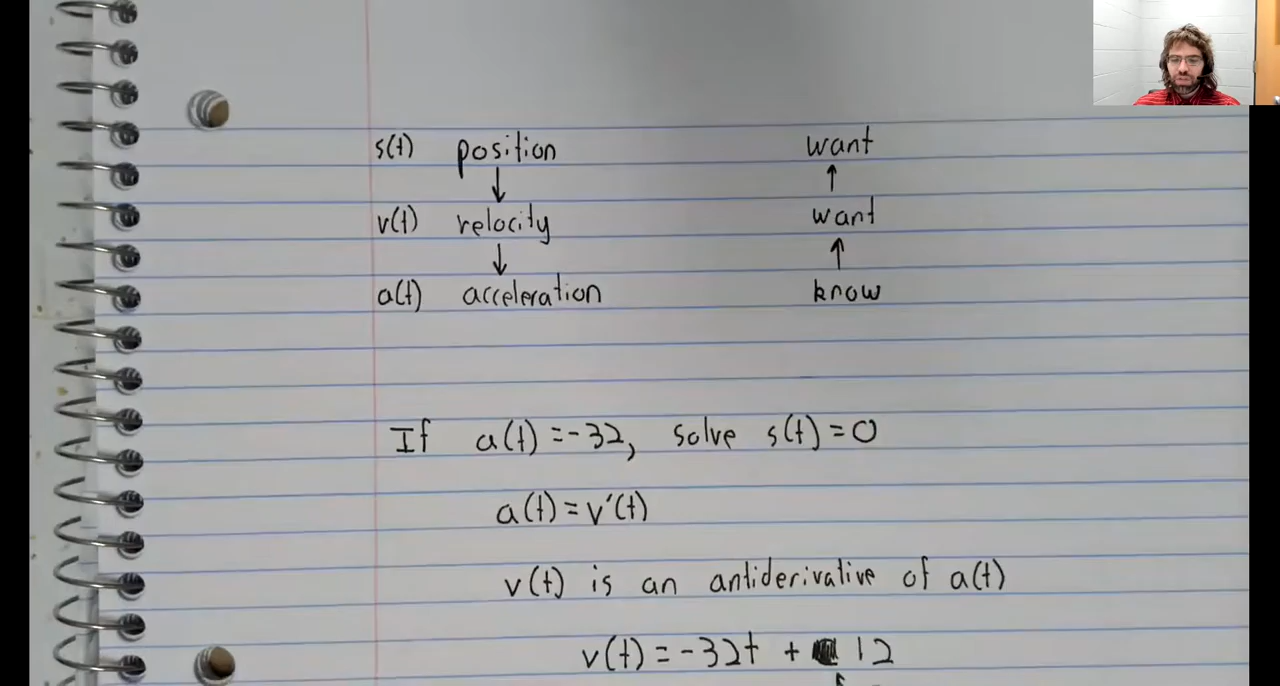 s(t) position want
↓ ↑
v(t) velocity want
↓ ↑
a(t) acceleration know
If a(t) = -32, solve s(t) = 0
a(t) = v'(t)
v(t) is an antiderivative of a(t)
v(t) = -32t + 12